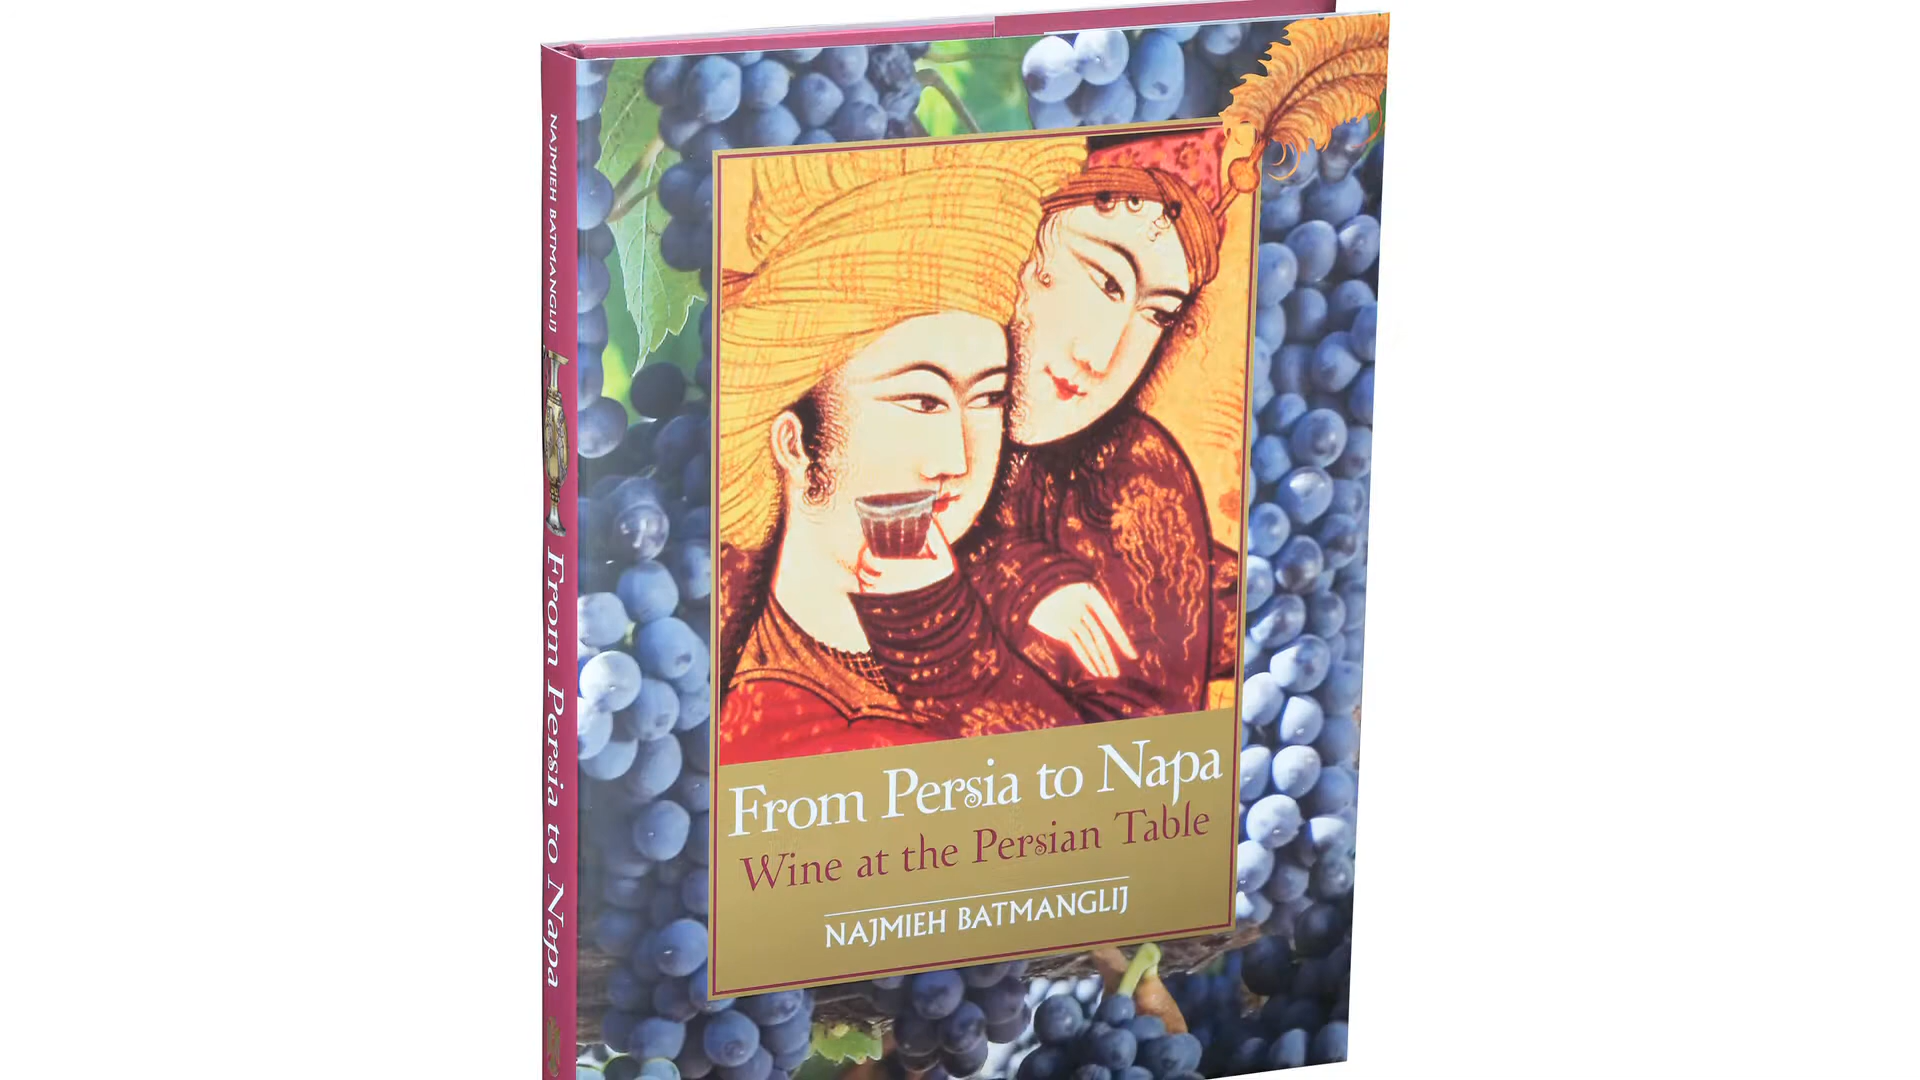 NAJMIEH BATMANGLIJ
From Persia to Napa
From Persia to Napa
Wine at the Persian Table
NAJMIEH BATMANGLIJ